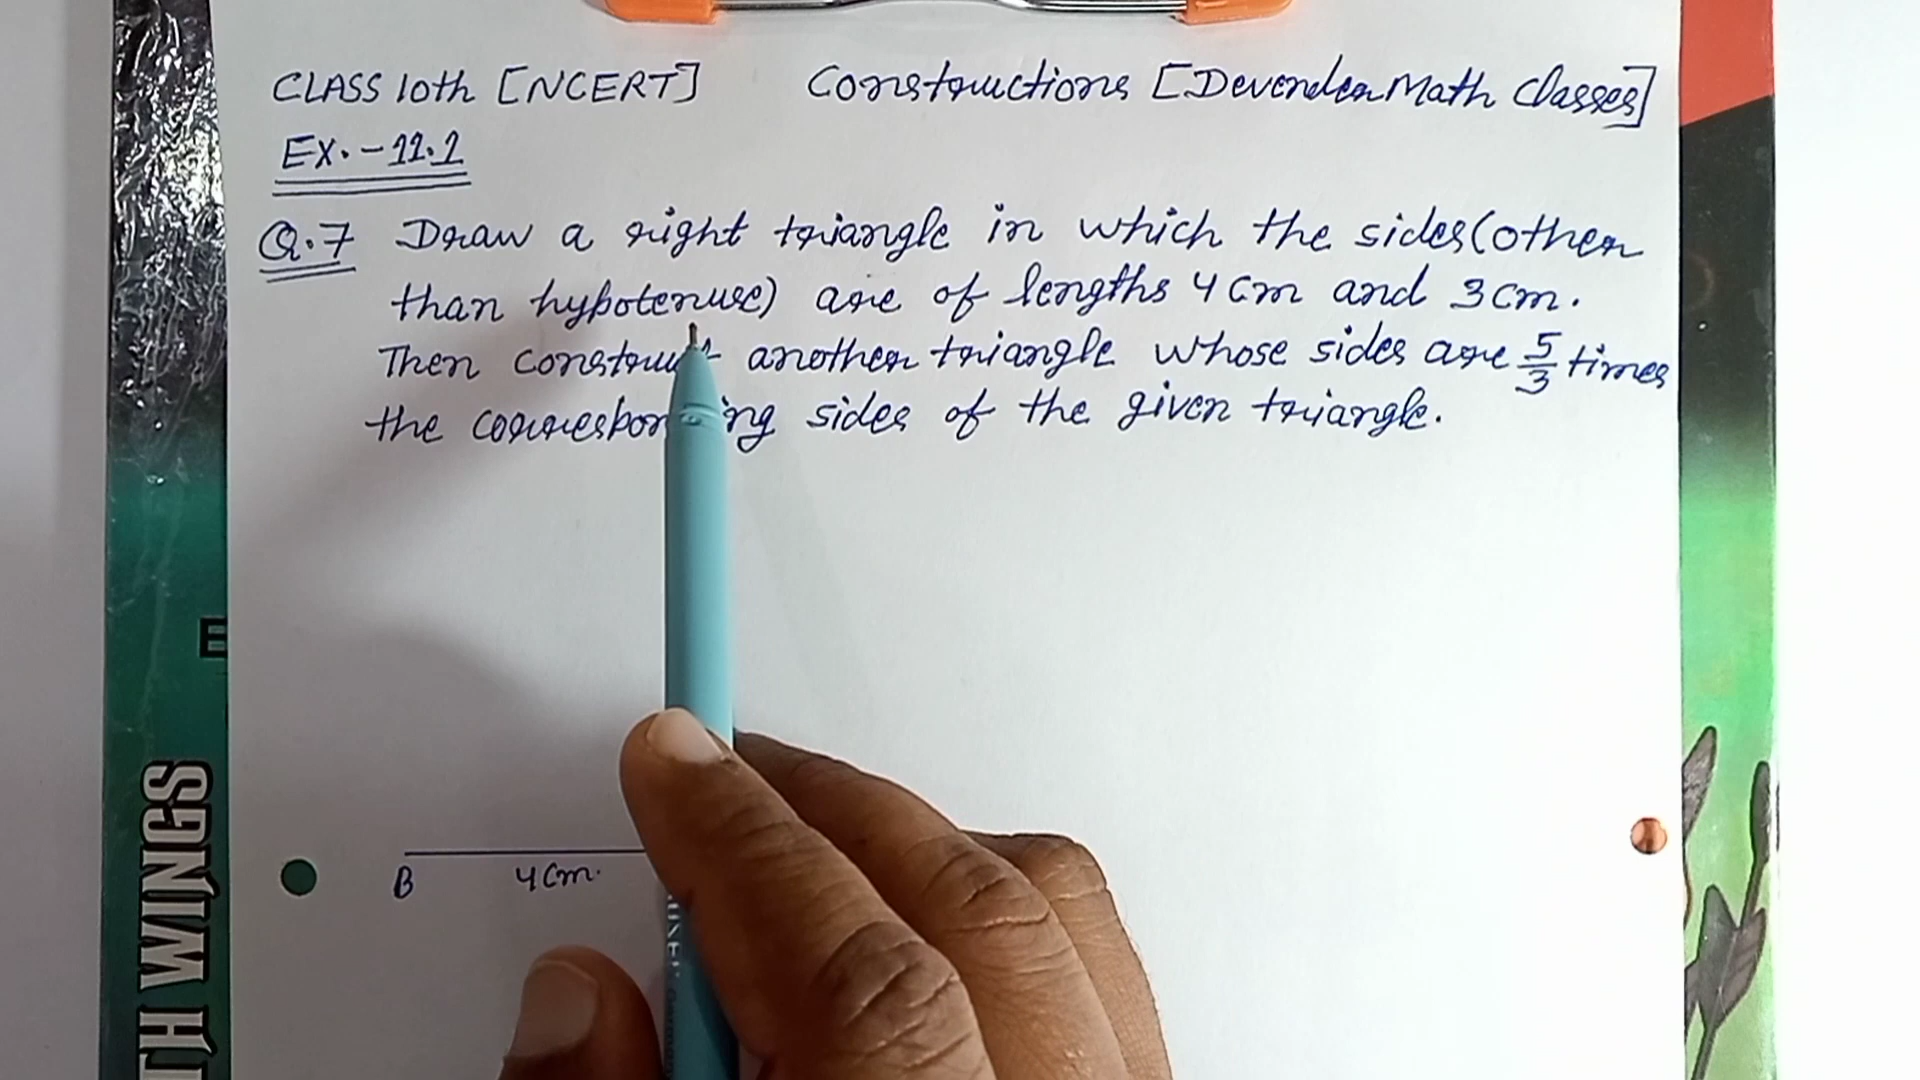 CLASS 10th [NCERT] Constructions [Devender Math Classes]
Ex.-11.1
Q.7 Draw a right triangle in which the sides (other
than hypotenuse) are of lengths 4 cm and 3 cm.
Then construct another triangle whose sides are 5/3 times
the corresponding sides of the given triangle.
B 4 cm.
TH WINGS